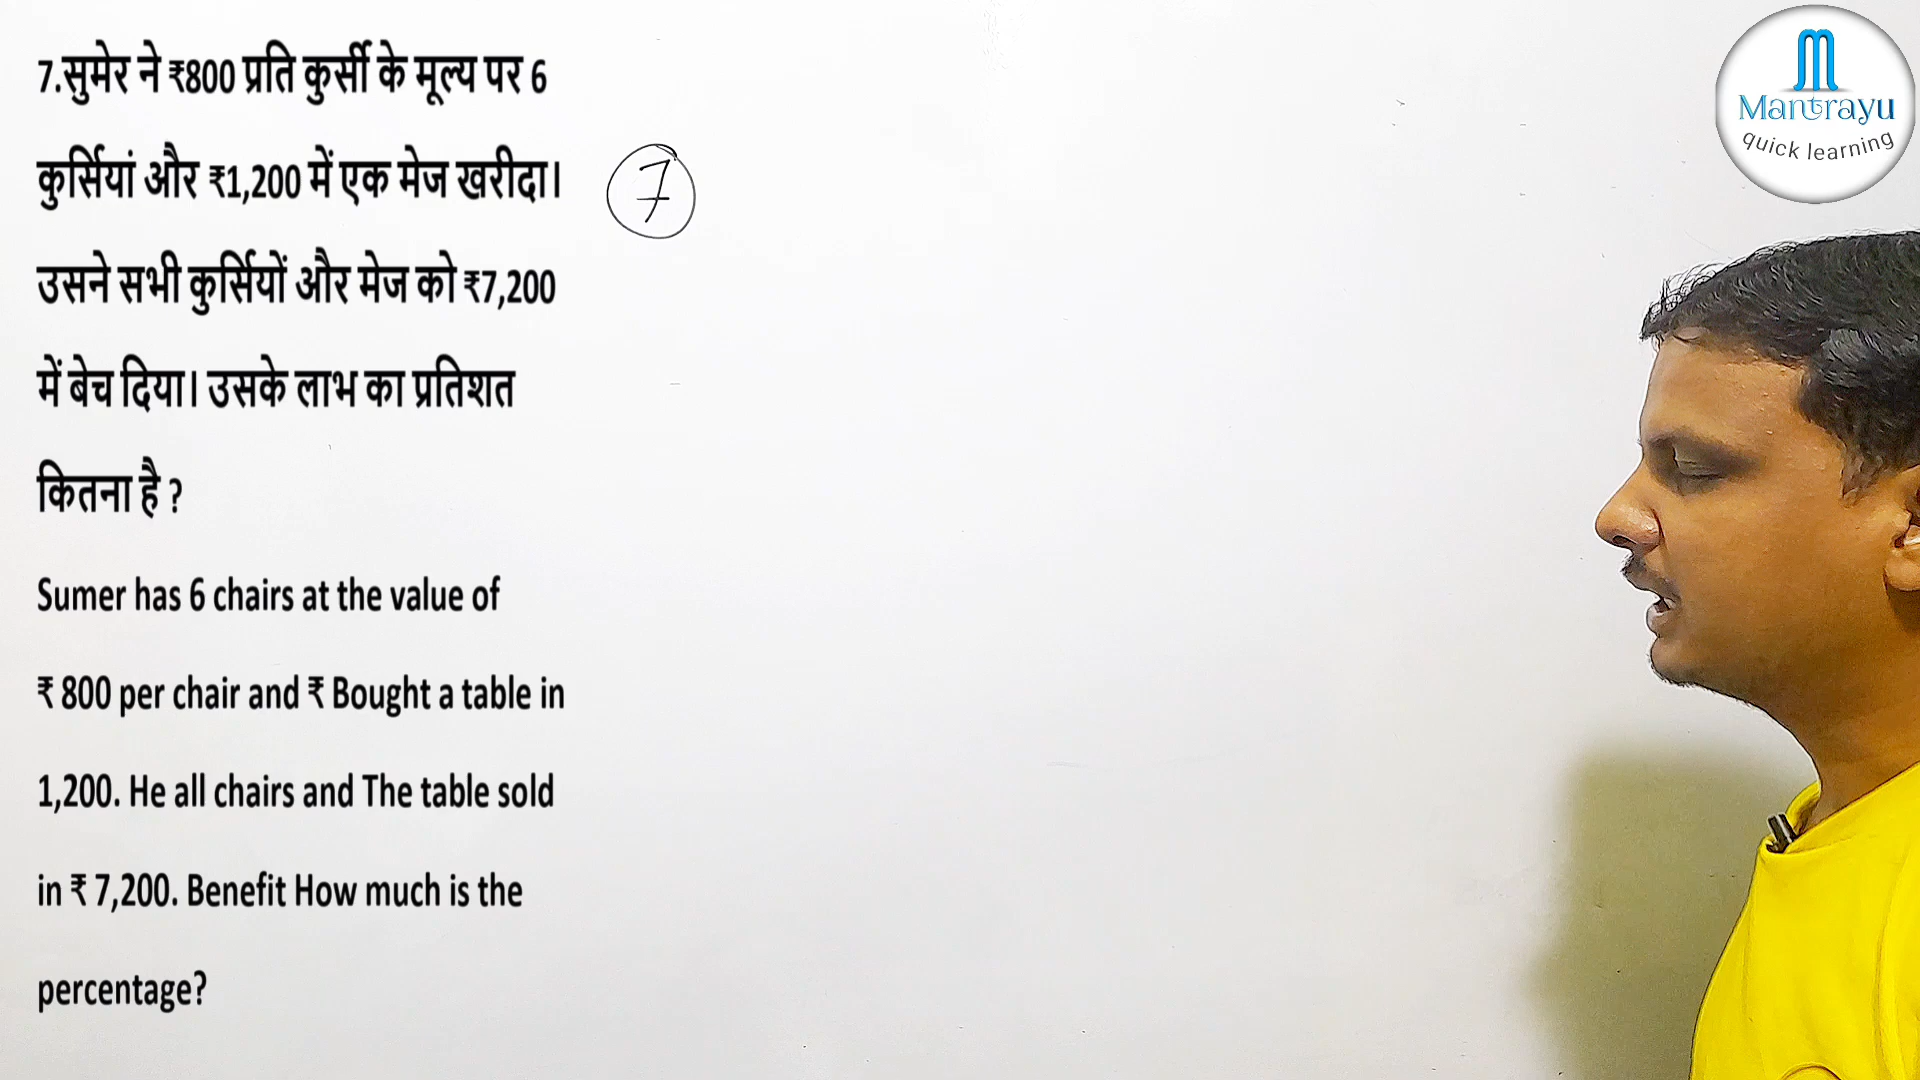 7.सुमेर ने ₹800 प्रति कुर्सी के मूल्य पर 6
कुर्सियां और ₹1,200 में एक मेज खरीदा।
उसने सभी कुर्सियों और मेज को ₹7,200
में बेच दिया। उसके लाभ का प्रतिशत
कितना है ?
Sumer has 6 chairs at the value of
₹ 800 per chair and ₹ Bought a table in
1,200. He all chairs and The table sold
in ₹ 7,200. Benefit How much is the
percentage?
7
Mantrayu
quick learning